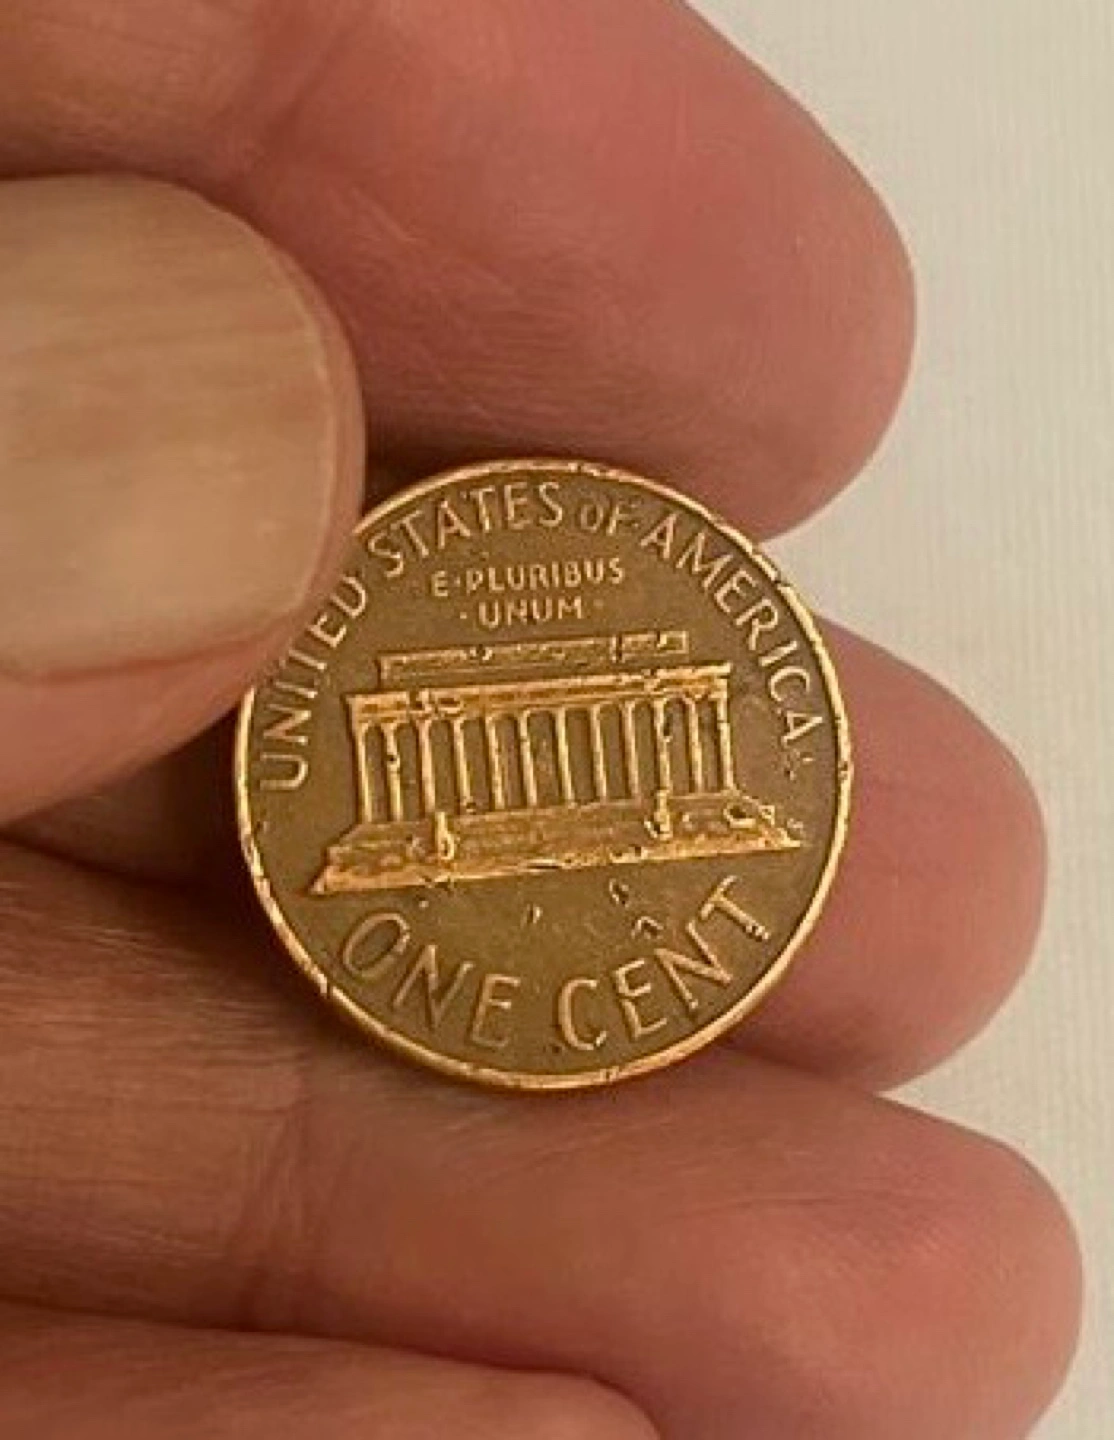 UNITED STATES OF AMERICA
E·PLURIBUS
·UNUM·
ONE CENT